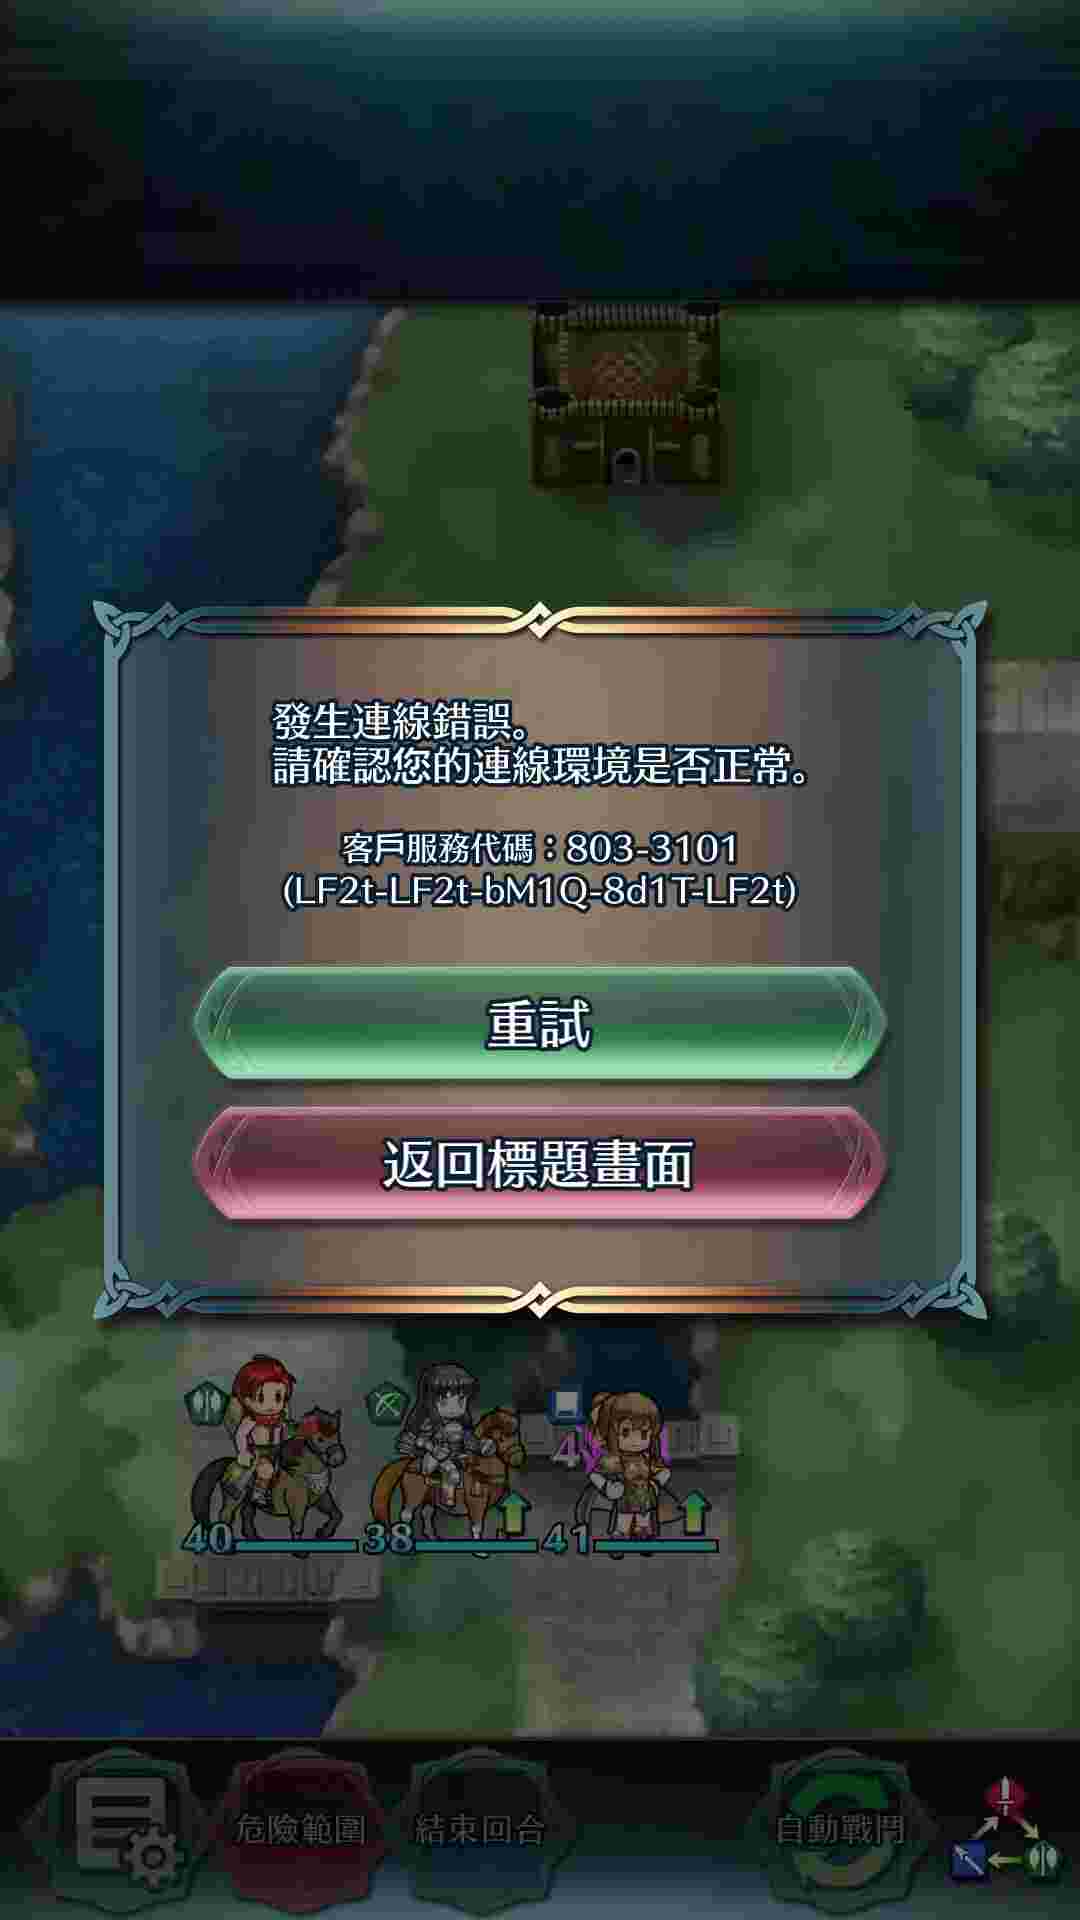 發生連線錯誤。
請確認您的連線環境是否正常。
客戶服務代碼：803-3101
(LF2t-LF2t-bM1Q-8d1T-LF2t)
重試
返回標題畫面
4
40
38
41
危險範圍
結束回合
自動戰鬥